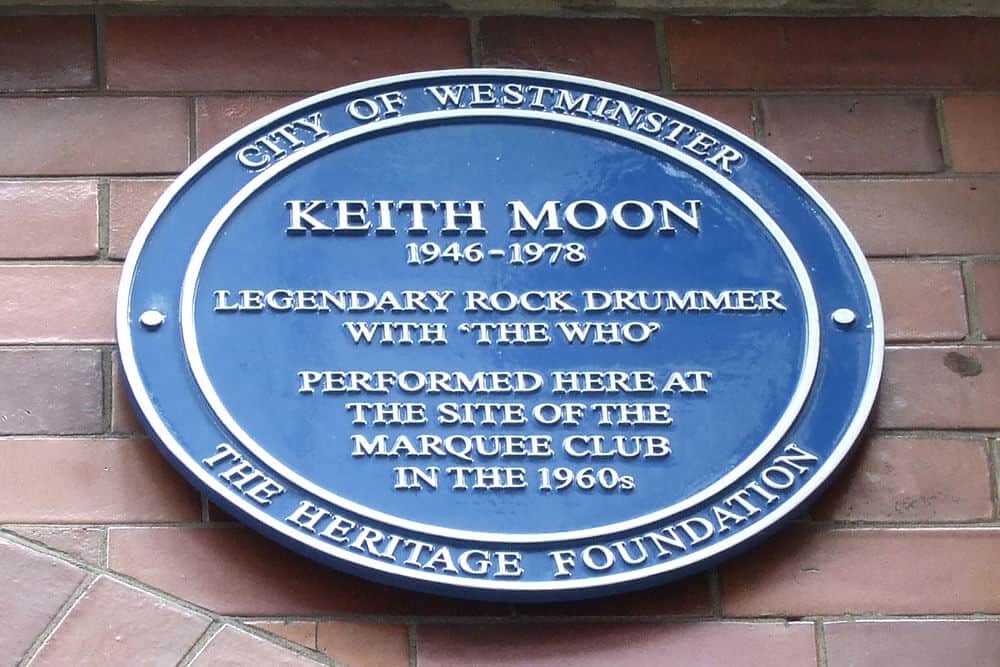 CITY OF WESTMINSTER
KEITH MOON
1946-1978
LEGENDARY ROCK DRUMMER
WITH ‘THE WHO’
PERFORMED HERE AT
THE SITE OF THE
MARQUEE CLUB
IN THE 1960s
THE HERITAGE FOUNDATION